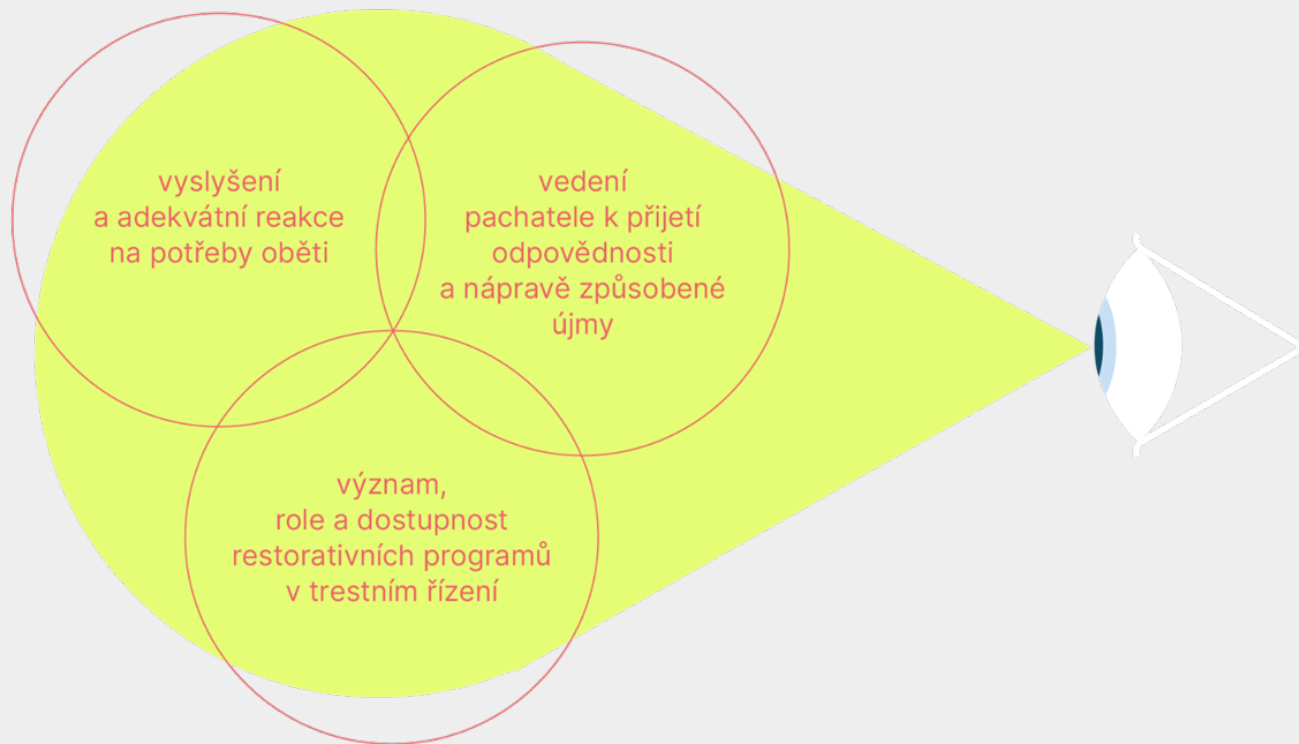 vyslyšení
a adekvátní reakce
na potřeby oběti
vedení
pachatele k přijetí
odpovědnosti
a nápravě způsobené
újmy
význam,
role a dostupnost
restorativních programů
v trestním řízení